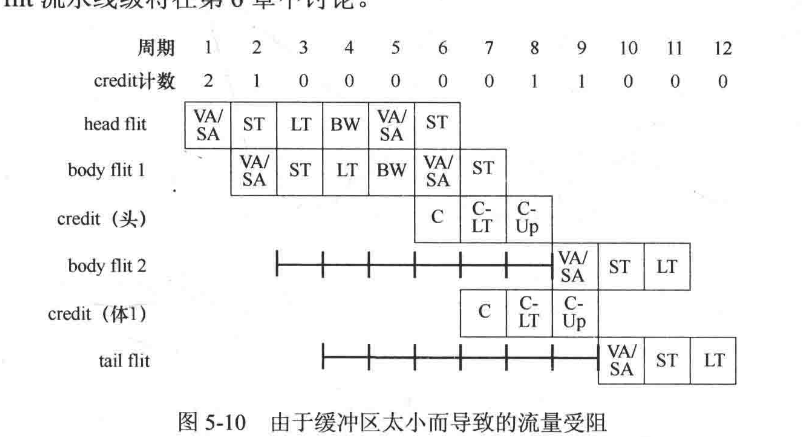 flit 流水线级将在第 6 章中讨论。
周期 1 2 3 4 5 6 7 8 9 10 11 12
credit计数 2 1 0 0 0 0 0 1 1 0 0 0
head flit VA/SA ST LT BW VA/SA ST
body flit 1 VA/SA ST LT BW VA/SA ST
credit（头） C C-LT C-Up
body flit 2 VA/SA ST LT
credit（体1） C C-LT C-Up
tail flit VA/SA ST LT
图 5-10 由于缓冲区太小而导致的流量受阻